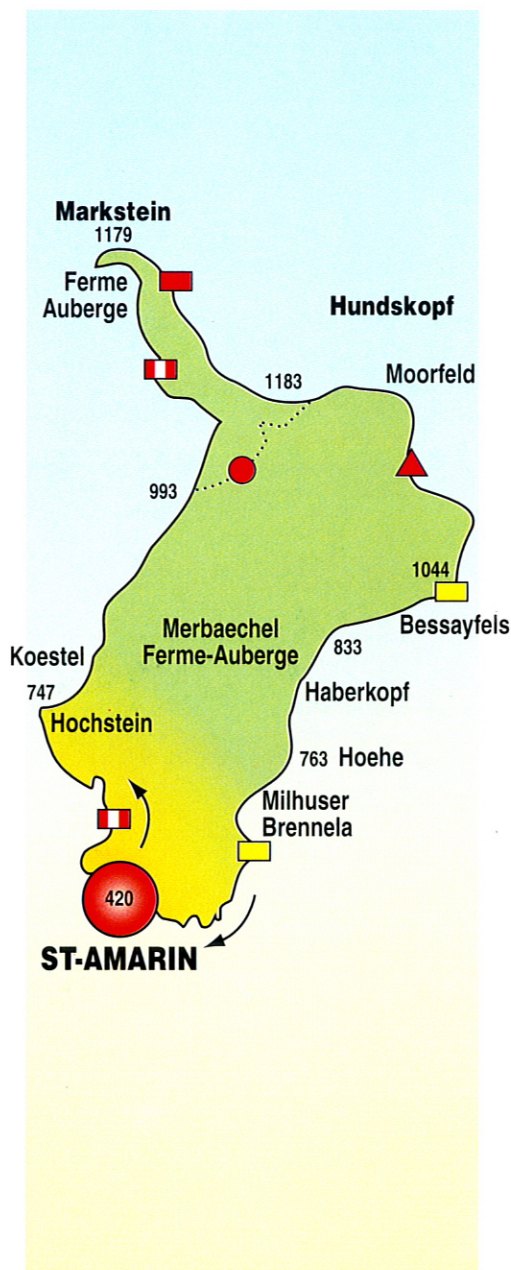 Markstein
1179
Ferme
Auberge
Hundskopf
1183
Moorfeld
993
1044
Bessayfels
Merbaechel
Ferme-Auberge
833
Koestel
747
Haberkopf
Hochstein
763 Hoehe
Milhuser
Brennela
420
ST-AMARIN